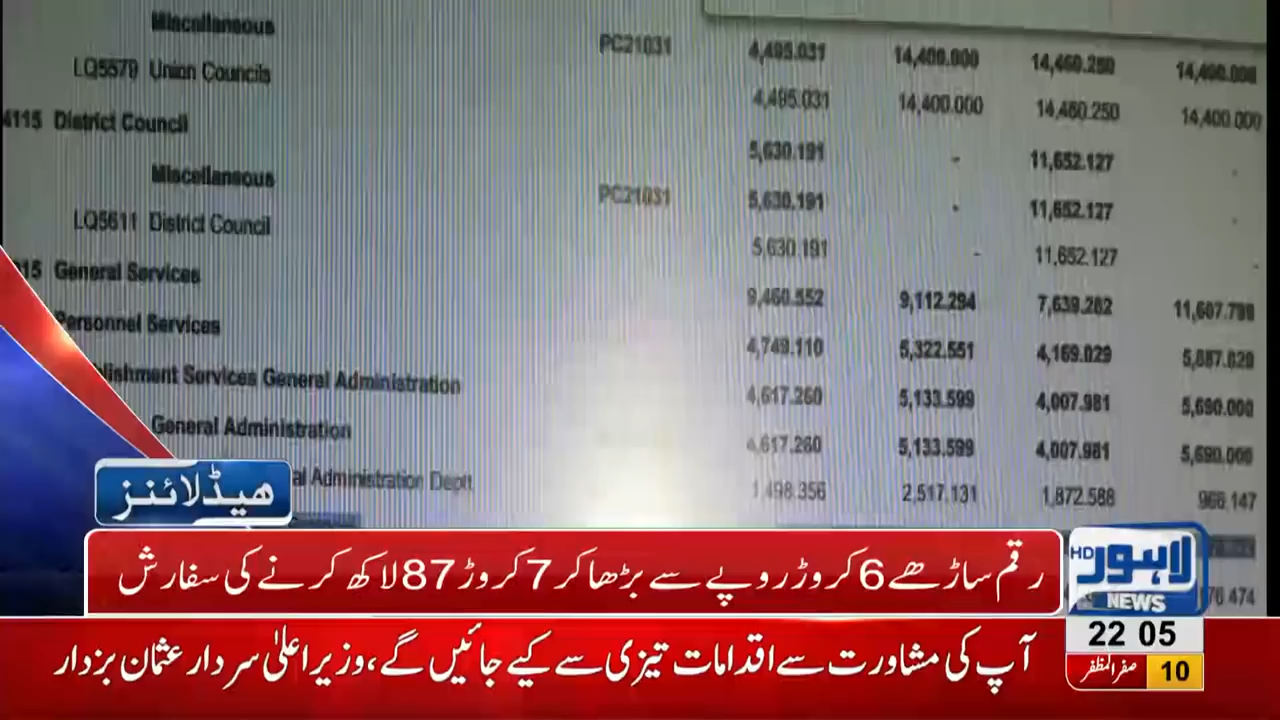 Miscellaneous PC21031 4,495.031 14,400.000 14,460.250 14,400.000
LQ5579 Union Councils 4,495.031 14,400.000 14,460.250 14,400.000
4115 District Council 5,630.191 - 11,652.127 -
Miscellaneous PC21031 5,630.191 - 11,652.127 -
LQ5611 District Council 5,630.191 - 11,652.127 -
15 General Services 9,460.552 9,112.294 7,639.282 11,607.799
Personnel Services 4,749.110 5,322.551 4,169.029 5,887.829
lishment Services General Administration 4,617.260 5,133.599 4,007.981 5,690.000
General Administration 4,617.260 5,133.599 4,007.981 5,690.000
al Administration Deptt 1,498.356 2,517.131 1,872.588 966.147
76.474
ھیڈلائنز
رقم ساڑھے 6 کروڑ روپے سے بڑھا کر 7 کروڑ 87 لاکھ کرنے کی سفارش
آپ کی مشاورت سے اقدامات تیزی سے کیے جائیں گے، وزیراعلیٰ سردار عثمان بزدار
لاہور HD
NEWS
22 05
10 صفرالمظفر